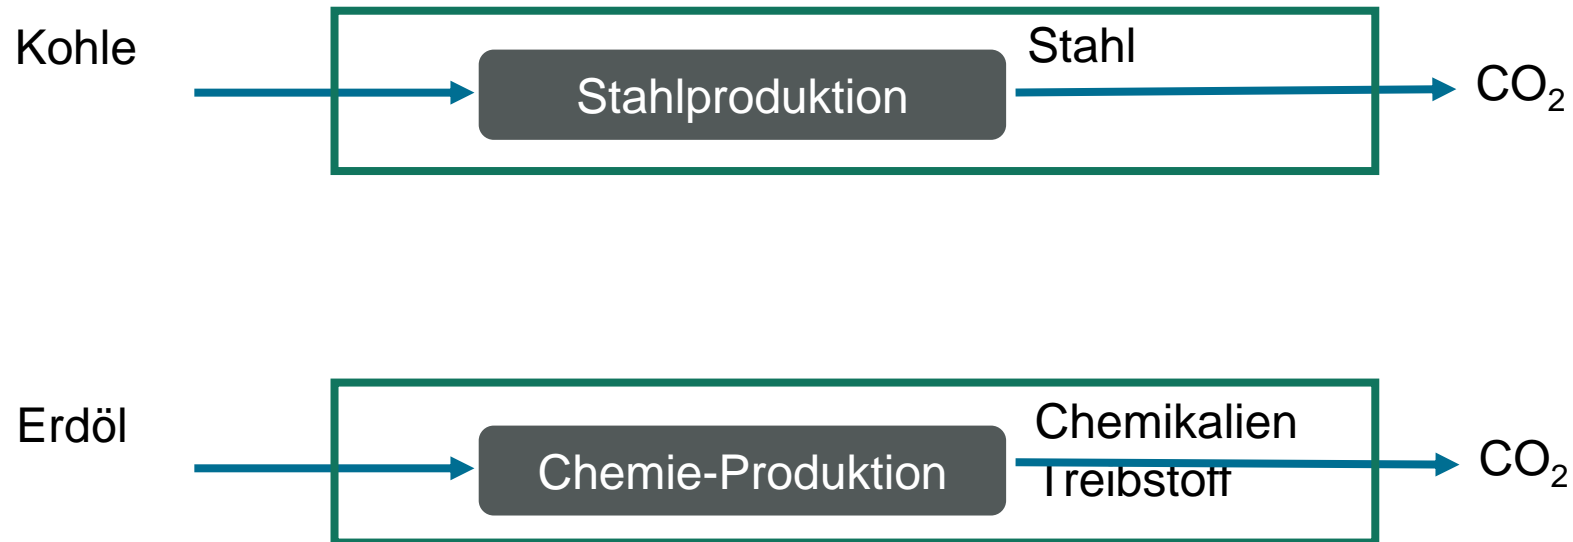 Kohle
Stahlproduktion
Stahl
CO₂
Erdöl
Chemie-Produktion
Chemikalien
Treibstoff
CO₂